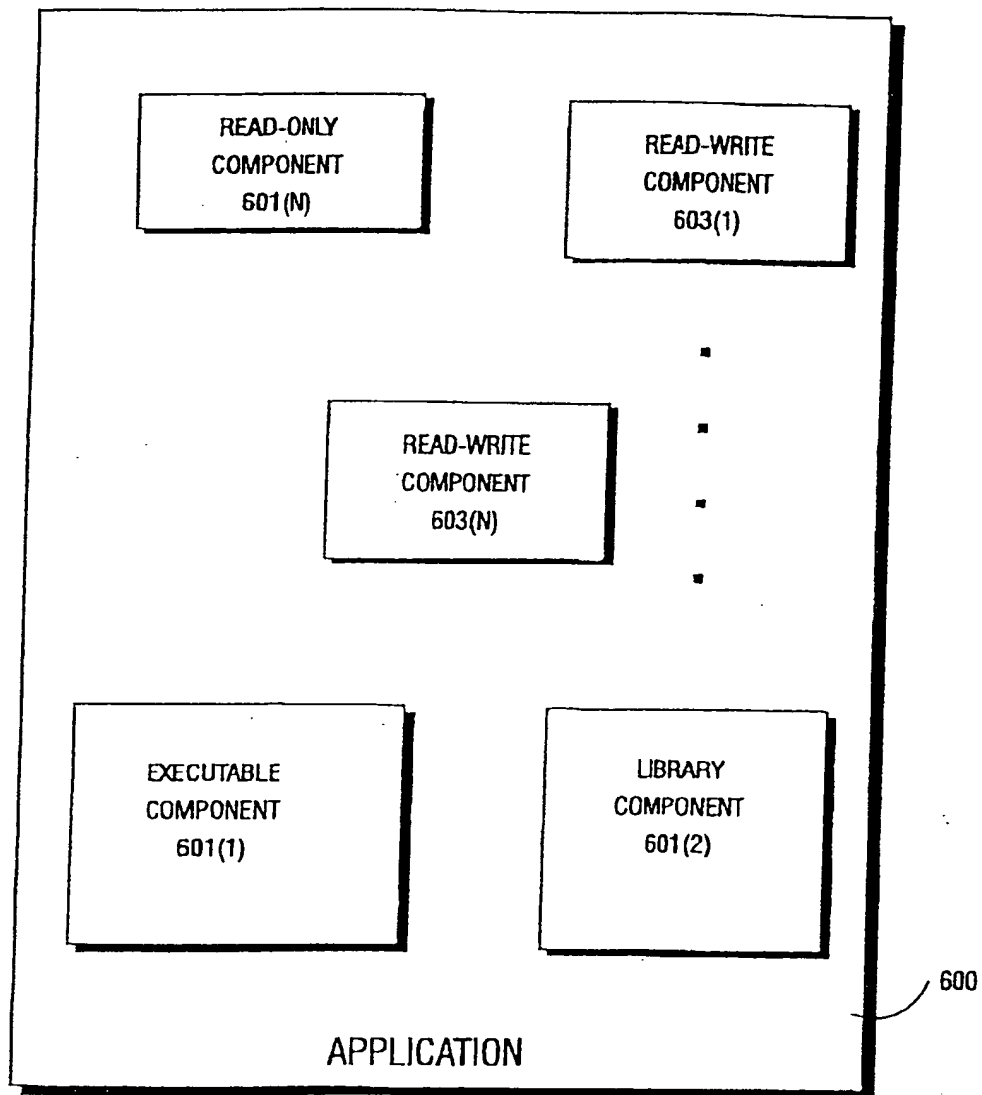 READ-ONLY
COMPONENT
601(N)
READ-WRITE
COMPONENT
603(1)
READ-WRITE
COMPONENT
603(N)
EXECUTABLE
COMPONENT
601(1)
LIBRARY
COMPONENT
601(2)
600
APPLICATION